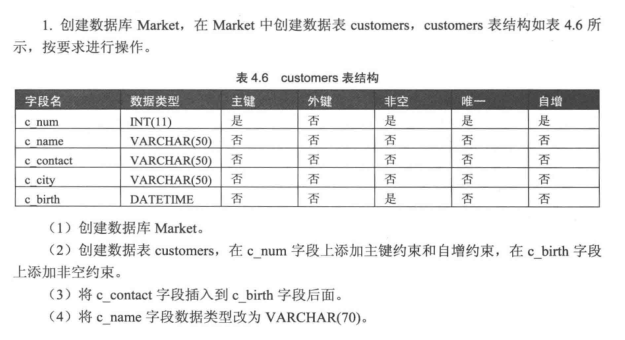 1. 创建数据库 Market，在 Market 中创建数据表 customers，customers 表结构如表 4.6 所
示，按要求进行操作。
表 4.6 customers 表结构
字段名 数据类型 主键 外键 非空 唯一 自增
c_num INT(11) 是 否 是 是 是
c_name VARCHAR(50) 否 否 否 否 否
c_contact VARCHAR(50) 否 否 否 否 否
c_city VARCHAR(50) 否 否 否 否 否
c_birth DATETIME 否 否 是 否 否
（1）创建数据库 Market。
（2）创建数据表 customers，在 c_num 字段上添加主键约束和自增约束，在 c_birth 字段
上添加非空约束。
（3）将 c_contact 字段插入到 c_birth 字段后面。
（4）将 c_name 字段数据类型改为 VARCHAR(70)。